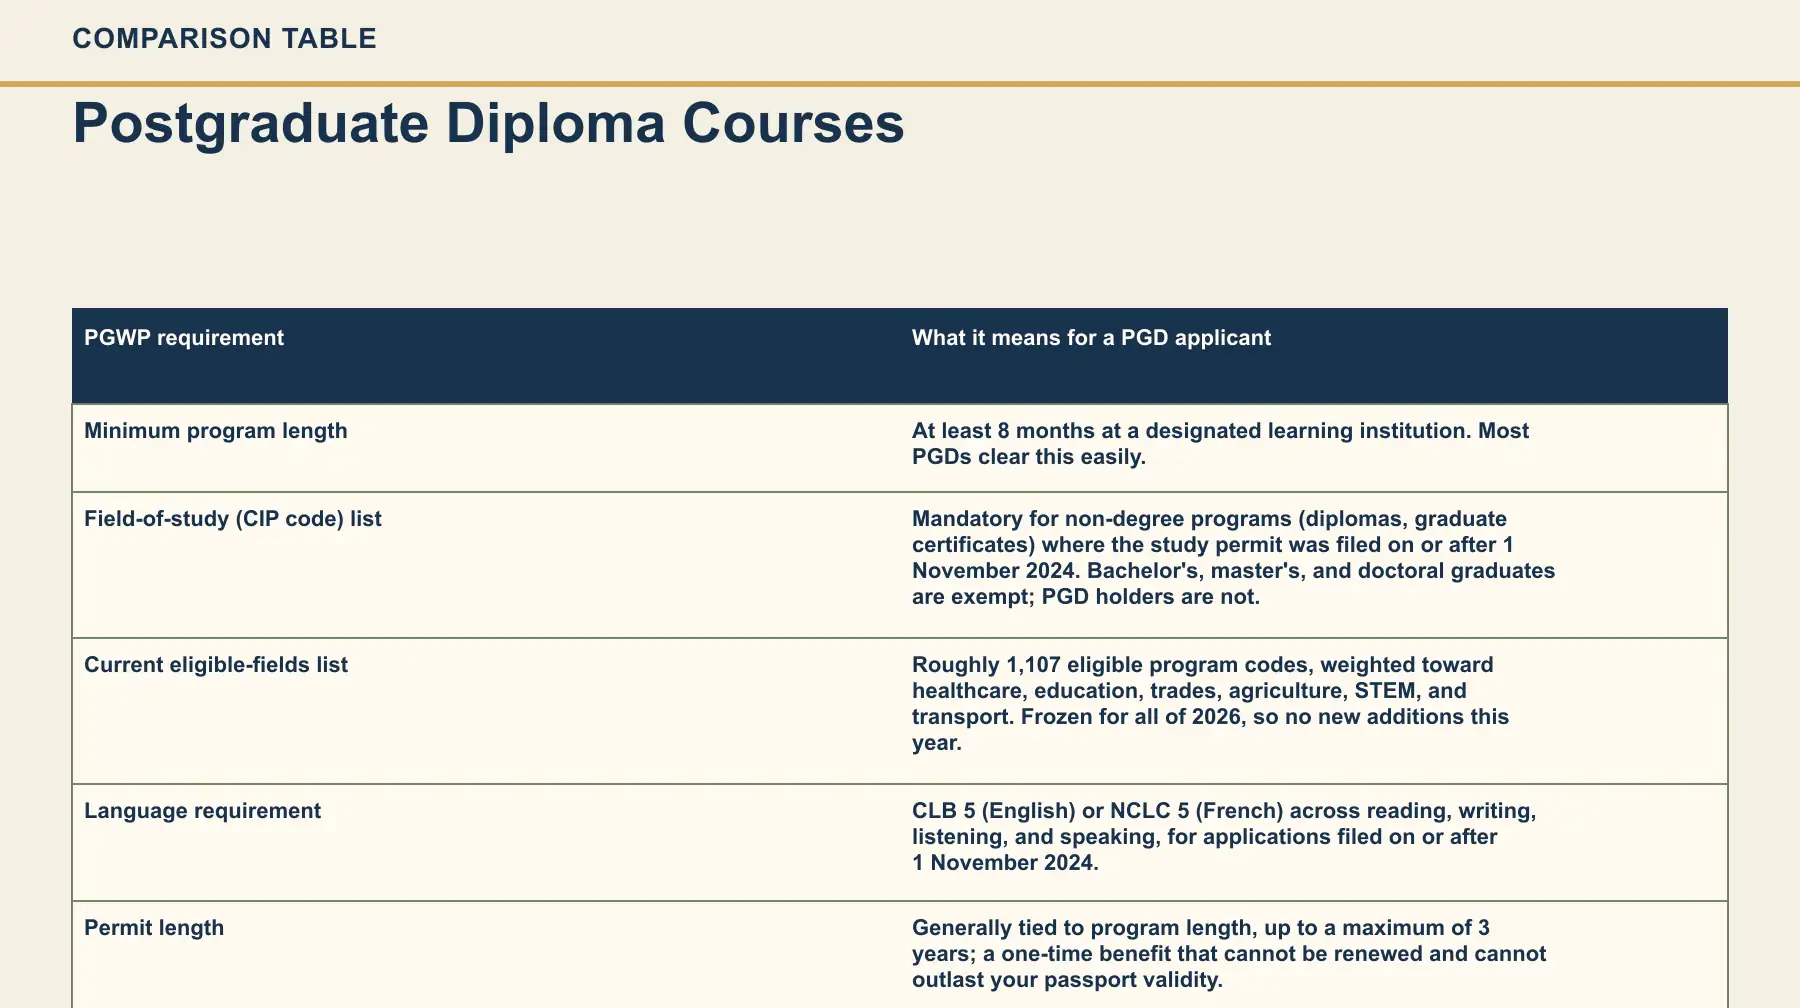 COMPARISON TABLE
Postgraduate Diploma Courses
PGWP requirement
What it means for a PGD applicant
Minimum program length
At least 8 months at a designated learning institution. Most
PGDs clear this easily.
Field-of-study (CIP code) list
Mandatory for non-degree programs (diplomas, graduate
certificates) where the study permit was filed on or after 1
November 2024. Bachelor's, master's, and doctoral graduates
are exempt; PGD holders are not.
Current eligible-fields list
Roughly 1,107 eligible program codes, weighted toward
healthcare, education, trades, agriculture, STEM, and
transport. Frozen for all of 2026, so no new additions this
year.
Language requirement
CLB 5 (English) or NCLC 5 (French) across reading, writing,
listening, and speaking, for applications filed on or after
1 November 2024.
Permit length
Generally tied to program length, up to a maximum of 3
years; a one-time benefit that cannot be renewed and cannot
outlast your passport validity.